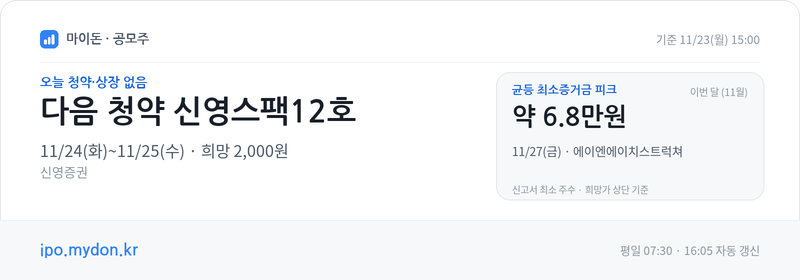 마이돈 · 공모주
기준 11/23(월) 15:00
오늘 청약·상장 없음
다음 청약 신영스팩12호
11/24(화)~11/25(수) · 희망 2,000원
신영증권
균등 최소증거금 피크
이번 달 (11월)
약 6.8만원
11/27(금) · 에이엔에이치스트럭쳐
신고서 최소 주수 · 희망가 상단 기준
ipo.mydon.kr
평일 07:30 · 16:05 자동 갱신